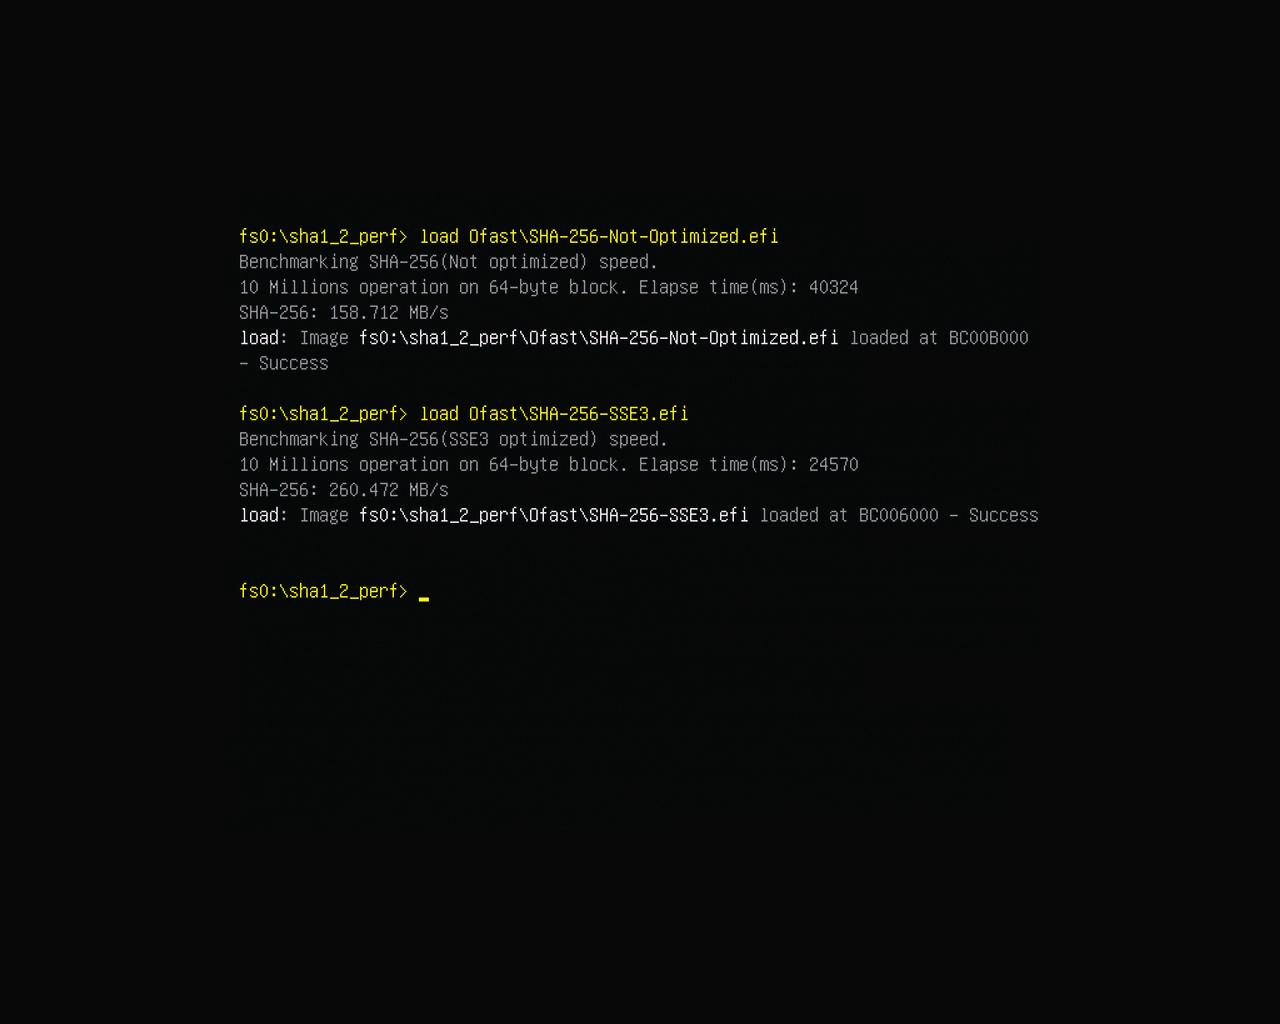 fs0:\sha1_2_perf> load Ofast\SHA-256-Not-Optimized.efi
Benchmarking SHA-256(Not optimized) speed.
10 Millions operation on 64-byte block. Elapse time(ms): 40324
SHA-256: 158.712 MB/s
load: Image fs0:\sha1_2_perf\Ofast\SHA-256-Not-Optimized.efi loaded at BC00B000
- Success
fs0:\sha1_2_perf> load Ofast\SHA-256-SSE3.efi
Benchmarking SHA-256(SSE3 optimized) speed.
10 Millions operation on 64-byte block. Elapse time(ms): 24570
SHA-256: 260.472 MB/s
load: Image fs0:\sha1_2_perf\Ofast\SHA-256-SSE3.efi loaded at BC006000 - Success
fs0:\sha1_2_perf> _